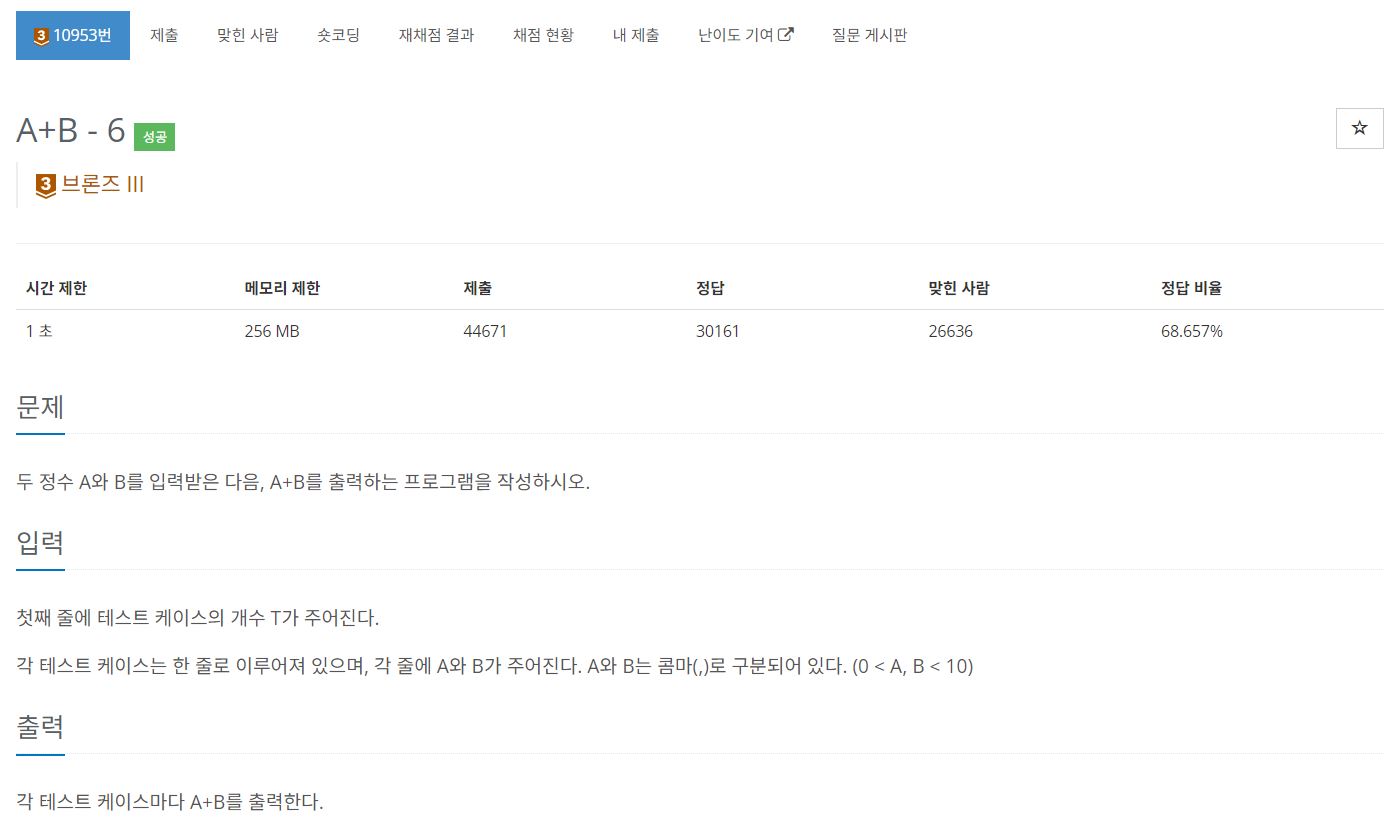 3 10953번 제출 맞힌 사람 숏코딩 재채점 결과 채점 현황 내 제출 난이도 기여 질문 게시판
A+B - 6 성공
3 브론즈 III
시간 제한 메모리 제한 제출 정답 맞힌 사람 정답 비율
1 초 256 MB 44671 30161 26636 68.657%
문제
두 정수 A와 B를 입력받은 다음, A+B를 출력하는 프로그램을 작성하시오.
입력
첫째 줄에 테스트 케이스의 개수 T가 주어진다.
각 테스트 케이스는 한 줄로 이루어져 있으며, 각 줄에 A와 B가 주어진다. A와 B는 콤마(,)로 구분되어 있다. (0 < A, B < 10)
출력
각 테스트 케이스마다 A+B를 출력한다.